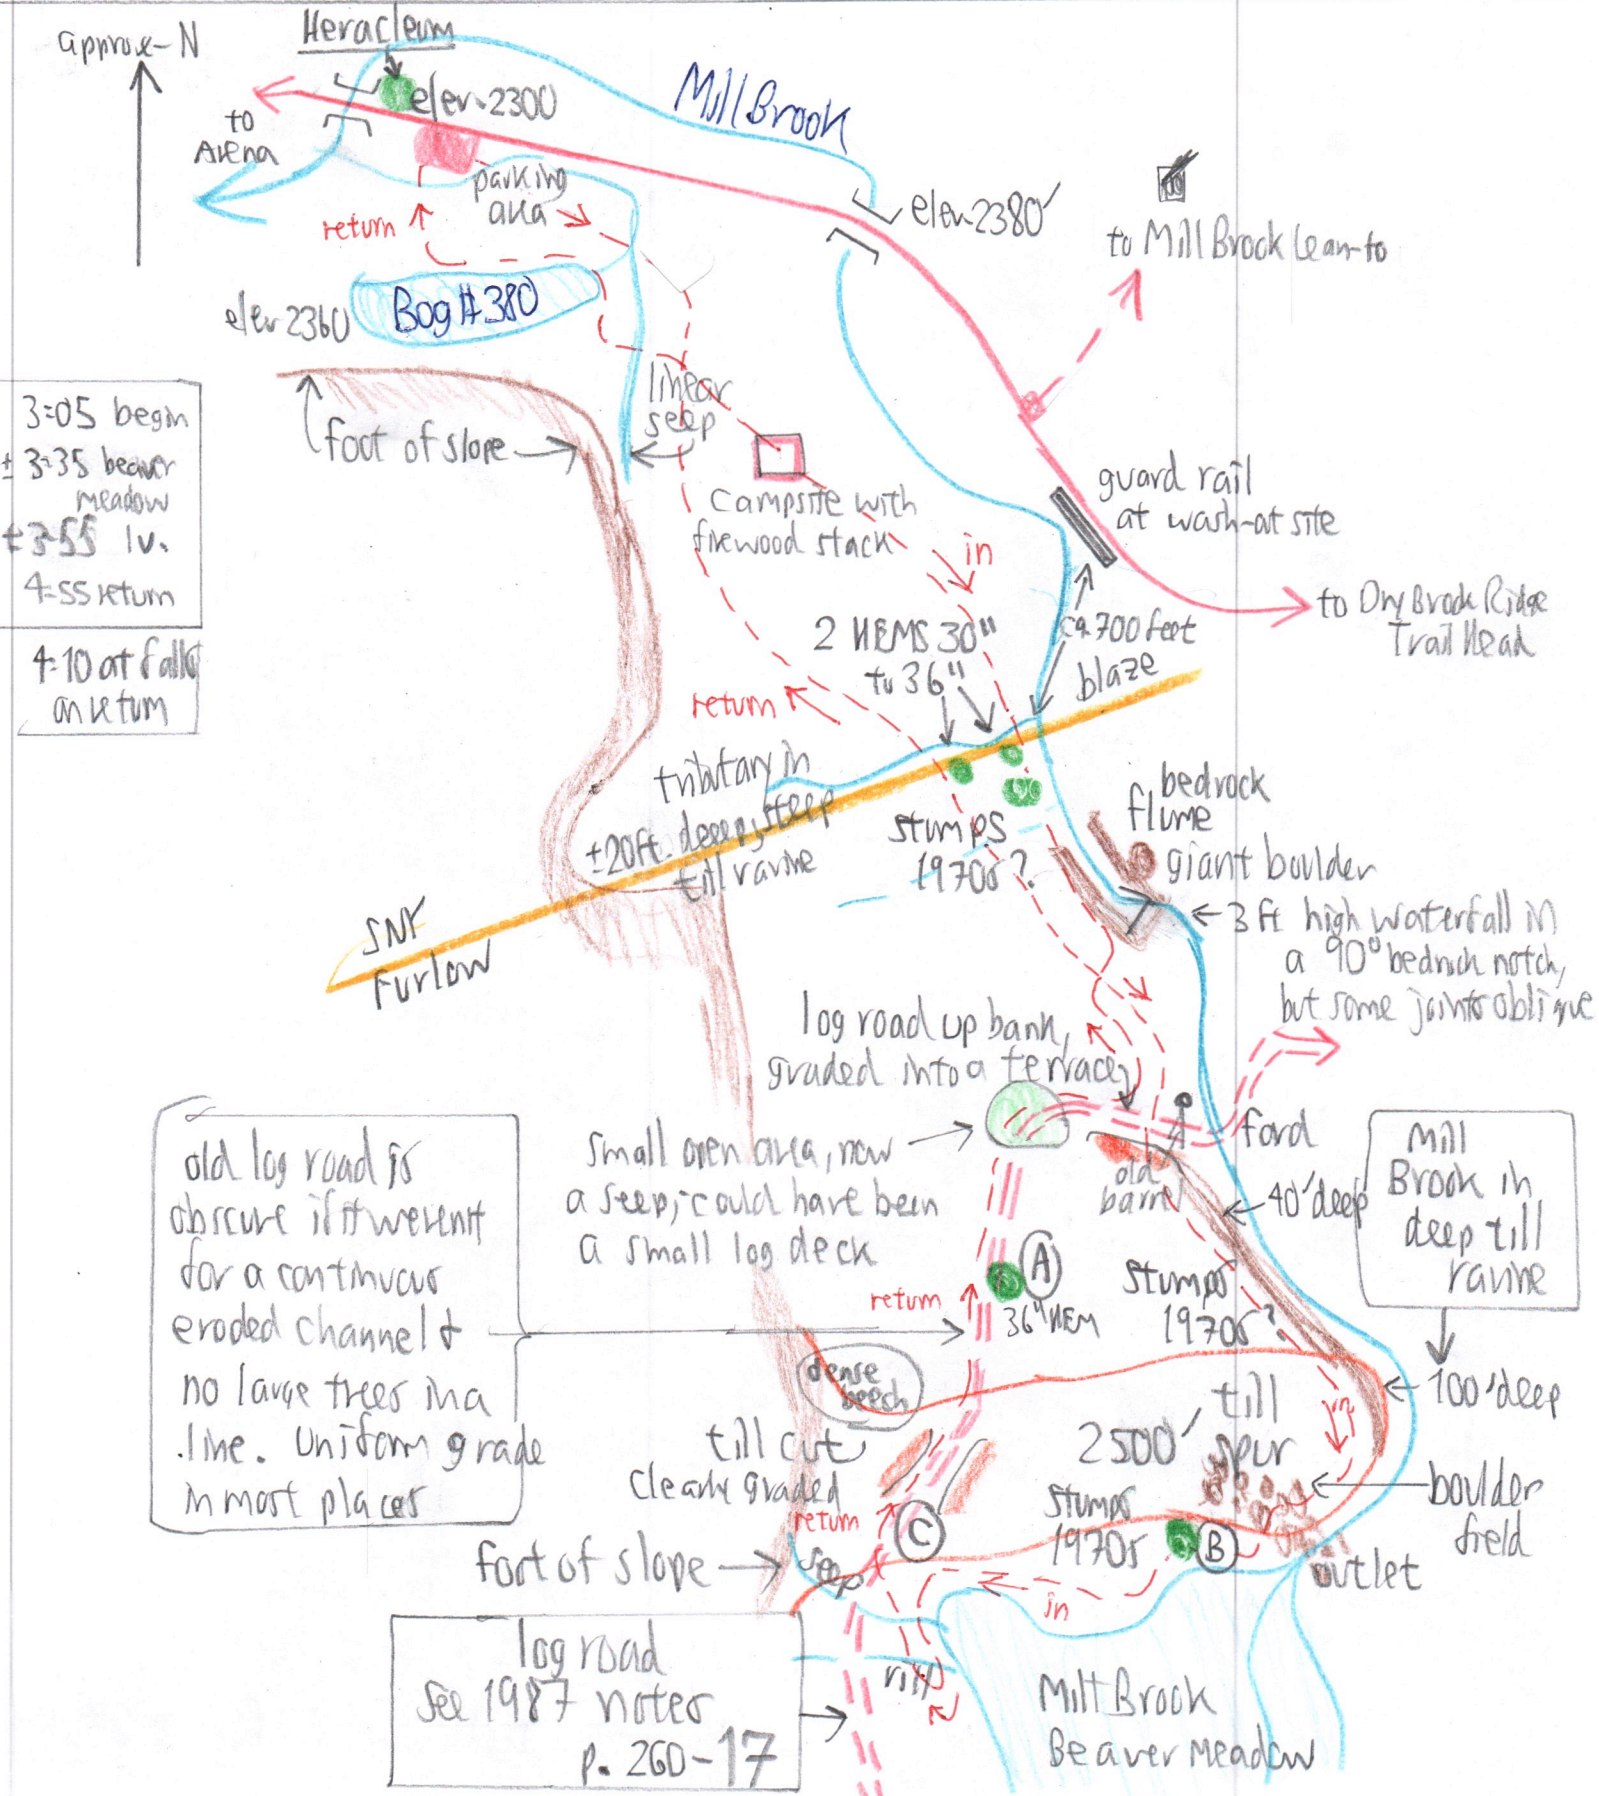 approx-N
Heracleum
elev 2300
Mill Brook
to
Arena
parking
area
return
elev 2380'
to Mill Brook lean-to
elev 2360
Bog #380
3:05 begin
± 3:35 beaver
meadow
±3:55 lv.
4:55 return
4:10 at falls
on return
foot of slope
linear
seep
campsite with
firewood stack
in
guard rail
at wash-out site
to Dry Brook Ridge
Trail Head
2 HEMS 30"
to 36"
ca. 700 feet
blaze
return
tributary in
±20ft. deeep, steep
till ravine
stumps
1970s?
bedrock
flume
giant boulder
3 ft high waterfall in
a 90° bedrock notch,
but some joints oblique
SNK
Furlow
log road up bank,
graded into a terrace
small open area, now
a seep; could have been
a small log deck
old
barrel
ford
40' deep
Mill
Brook in
deep till
ravine
old log road is
obscure if it weren't
for a continuous
eroded channel &
no large trees in a
line. Uniform grade
in most places
A
36" HEM
return
stumps
1970s?
dense
beech
100' deep
till
2500' spur
in
till cut
clearly graded
return
C
stumps
1970s
B
boulder
field
outlet
foot of slope
seep
in
log road
see 1987 notes
p. 260-17
rill
Mill Brook
Beaver Meadow